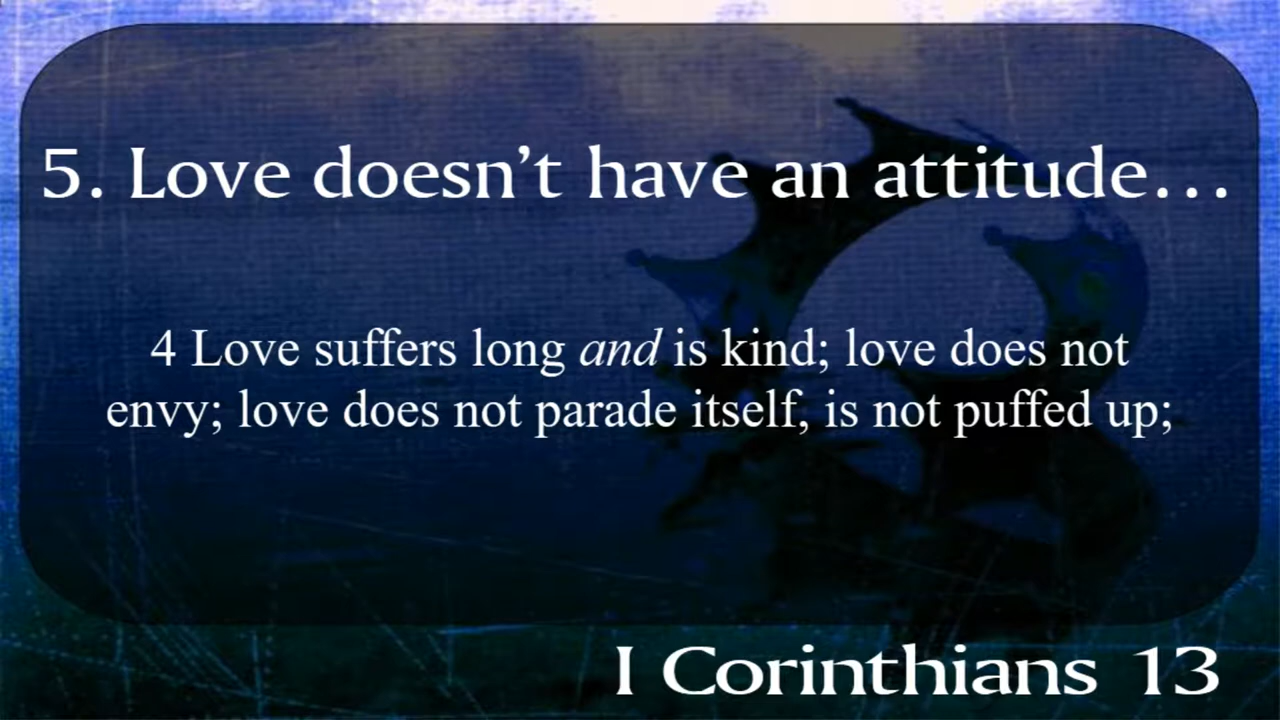 5. Love doesn’t have an attitude…
4 Love suffers long and is kind; love does not
envy; love does not parade itself, is not puffed up;
I Corinthians 13